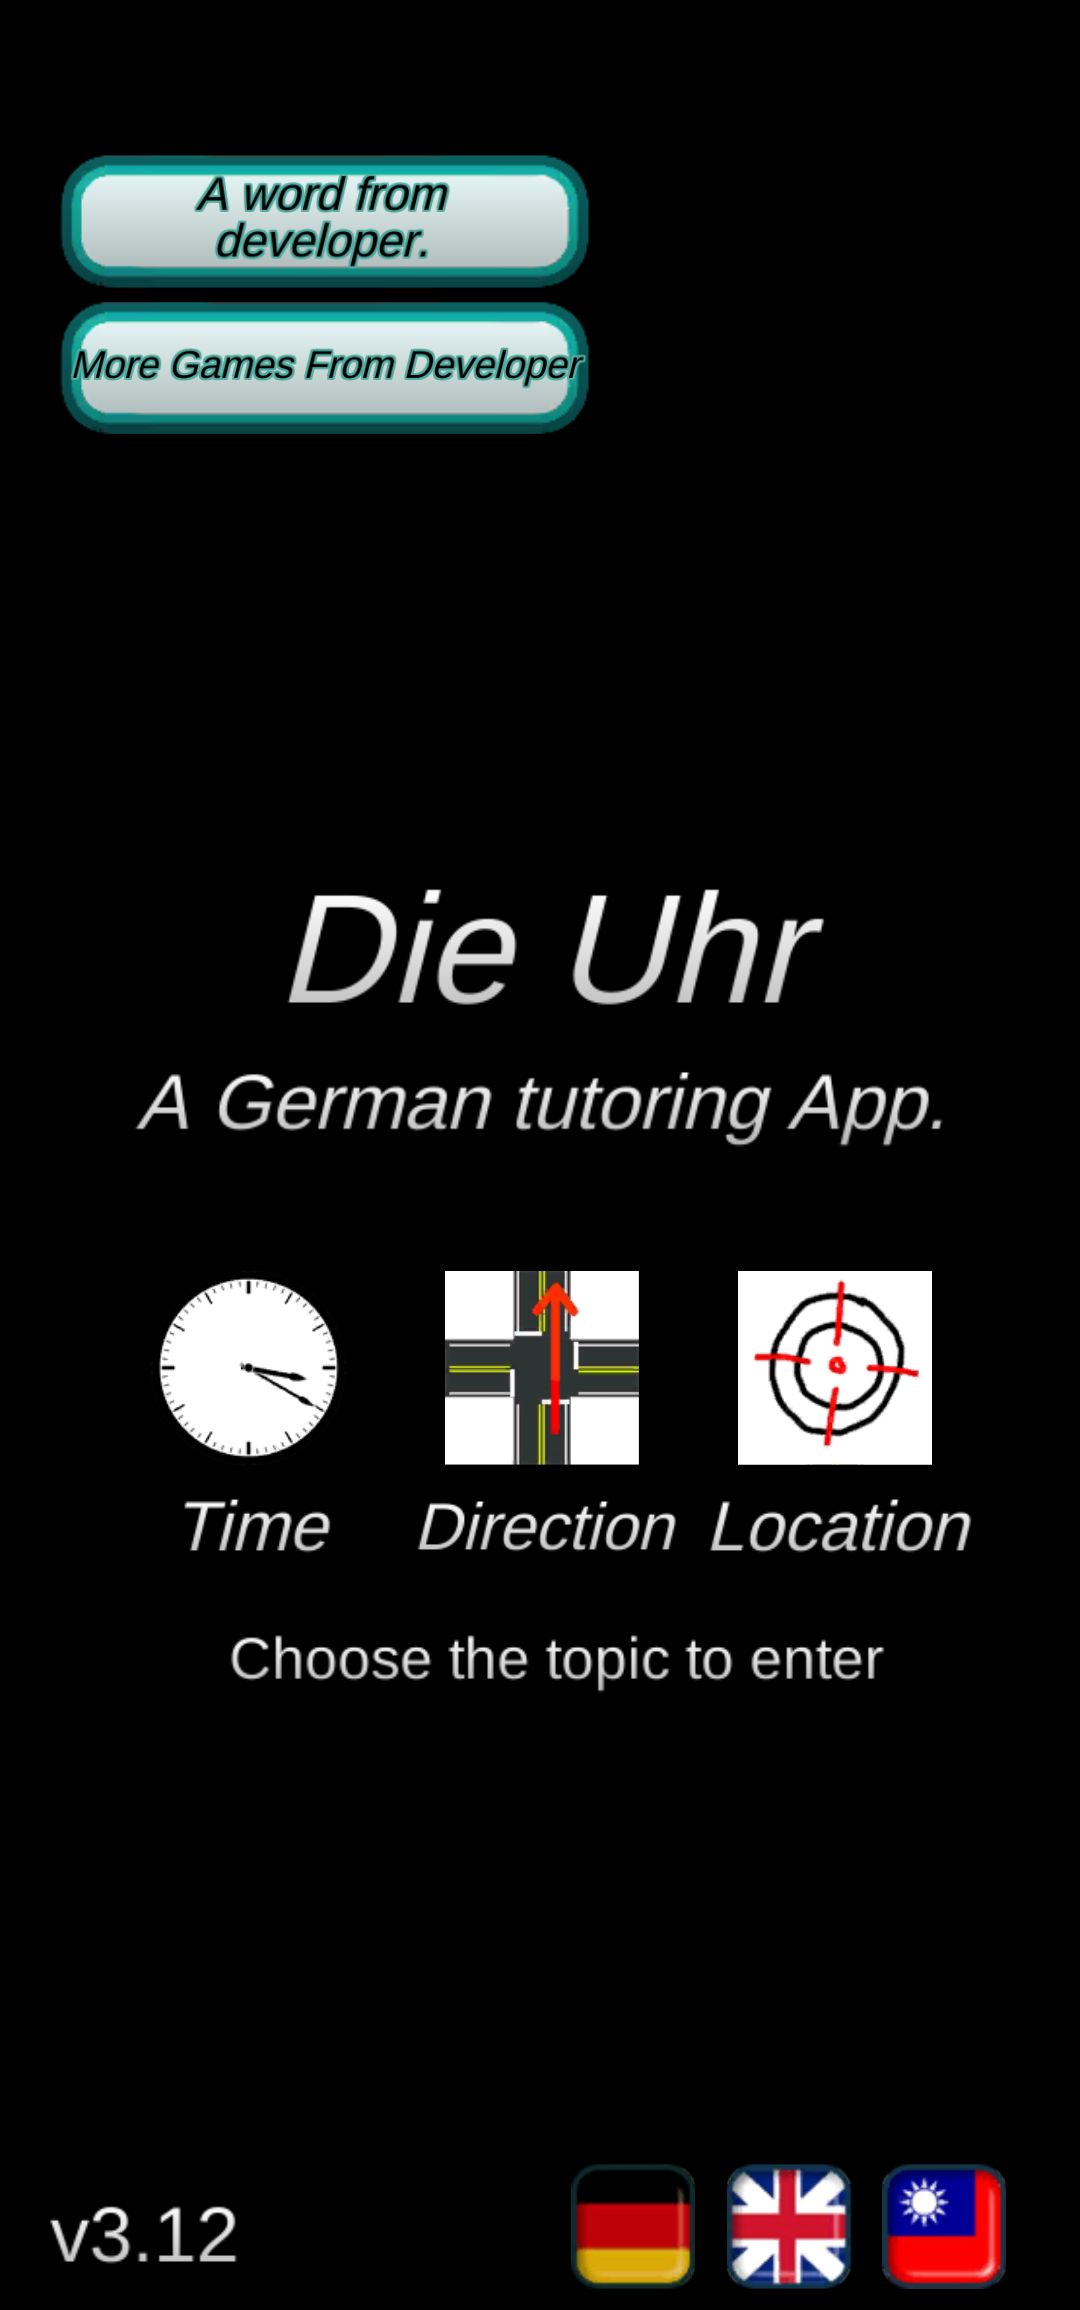 A word from
developer.
More Games From Developer
Die Uhr
A German tutoring App.
Time
Direction
Location
Choose the topic to enter
v3.12